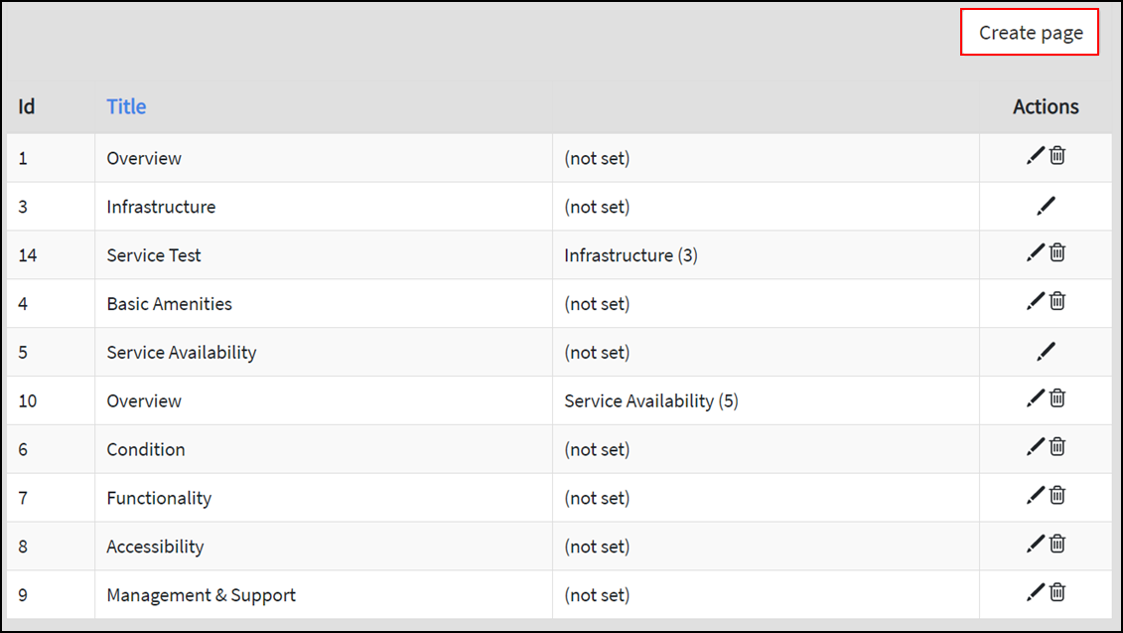 Create page
Id Title Actions
1 Overview (not set)
3 Infrastructure (not set)
14 Service Test Infrastructure (3)
4 Basic Amenities (not set)
5 Service Availability (not set)
10 Overview Service Availability (5)
6 Condition (not set)
7 Functionality (not set)
8 Accessibility (not set)
9 Management & Support (not set)